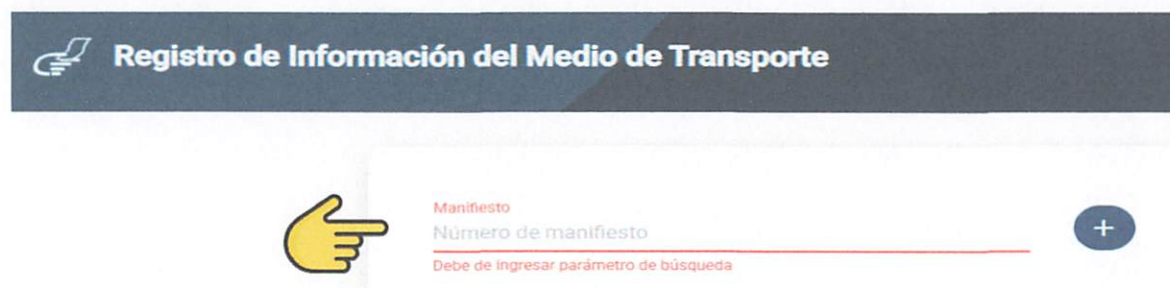 Registro de Información del Medio de Transporte
Manifiesto
Número de manifiesto
Debe de ingresar parámetro de búsqueda